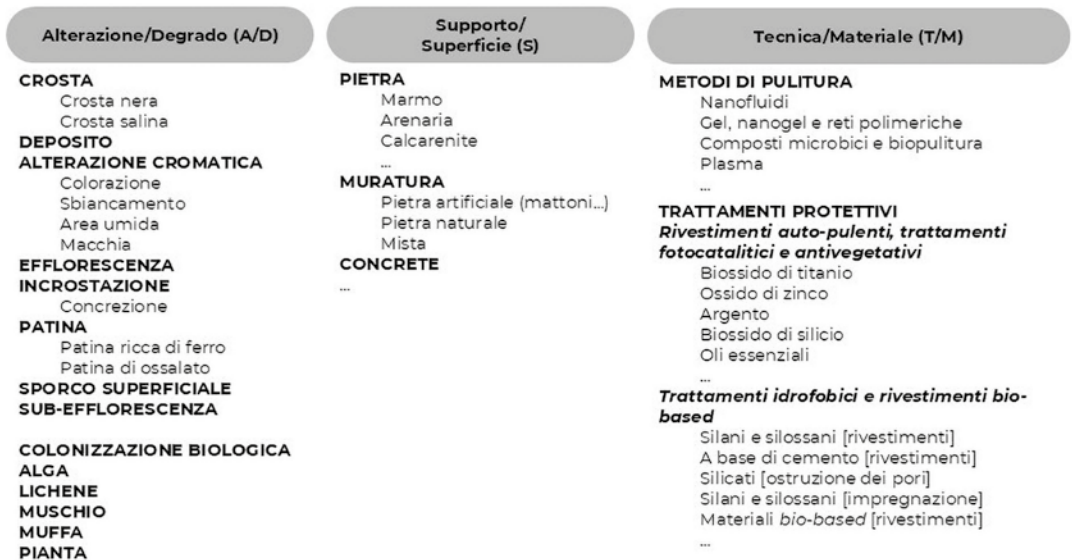 Alterazione/Degrado (A/D)
CROSTA
Crosta nera
Crosta salina
DEPOSITO
ALTERAZIONE CROMATICA
Colorazione
Sbiancamento
Area umida
Macchia
EFFLORESCENZA
INCROSTAZIONE
Concrezione
PATINA
Patina ricca di ferro
Patina di ossalato
SPORCO SUPERFICIALE
SUB-EFFLORESCENZA
COLONIZZAZIONE BIOLOGICA
ALGA
LICHENE
MUSCHIO
MUFFA
PIANTA
Supporto/
Superficie (S)
PIETRA
Marmo
Arenaria
Calcarenite
...
MURATURA
Pietra artificiale (mattoni...)
Pietra naturale
Mista
CONCRETE
...
Tecnica/Materiale (T/M)
METODI DI PULITURA
Nanofluidi
Gel, nanogel e reti polimeriche
Composti microbici e biopulitura
Plasma
...
TRATTAMENTI PROTETTIVI
Rivestimenti auto-pulenti, trattamenti
fotocatalitici e antivegetativi
Biossido di titanio
Ossido di zinco
Argento
Biossido di silicio
Oli essenziali
...
Trattamenti idrofobici e rivestimenti bio-
based
Silani e silossani [rivestimenti]
A base di cemento [rivestimenti]
Silicati [ostruzione dei pori]
Silani e silossani [impregnazione]
Materiali bio-based [rivestimenti]
...